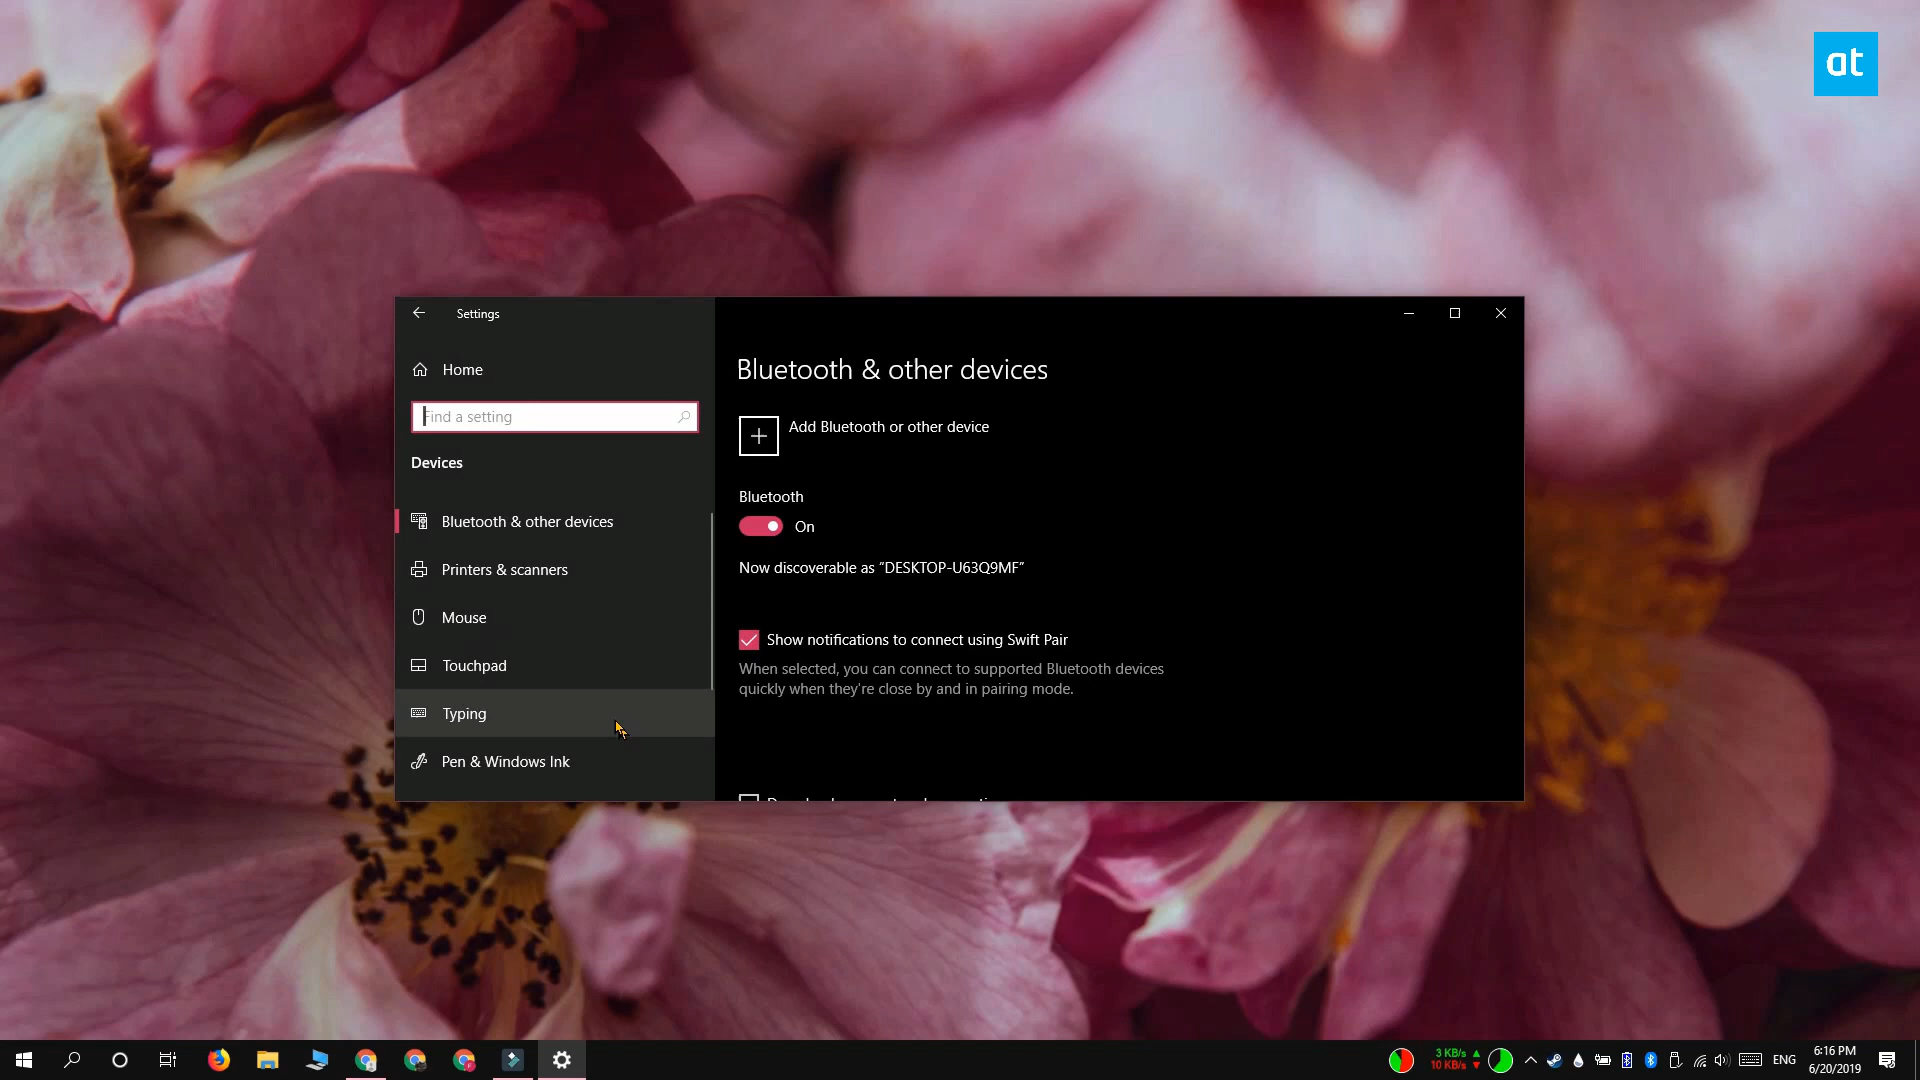 at
Settings
Home
Find a setting
Devices
Bluetooth & other devices
Printers & scanners
Mouse
Touchpad
Typing
Pen & Windows Ink
Bluetooth & other devices
Add Bluetooth or other device
Bluetooth
On
Now discoverable as "DESKTOP-U63Q9MF"
Show notifications to connect using Swift Pair
When selected, you can connect to supported Bluetooth devices
quickly when they're close by and in pairing mode.
3 KB/s
10 KB/s
ENG
6:16 PM
6/20/2019